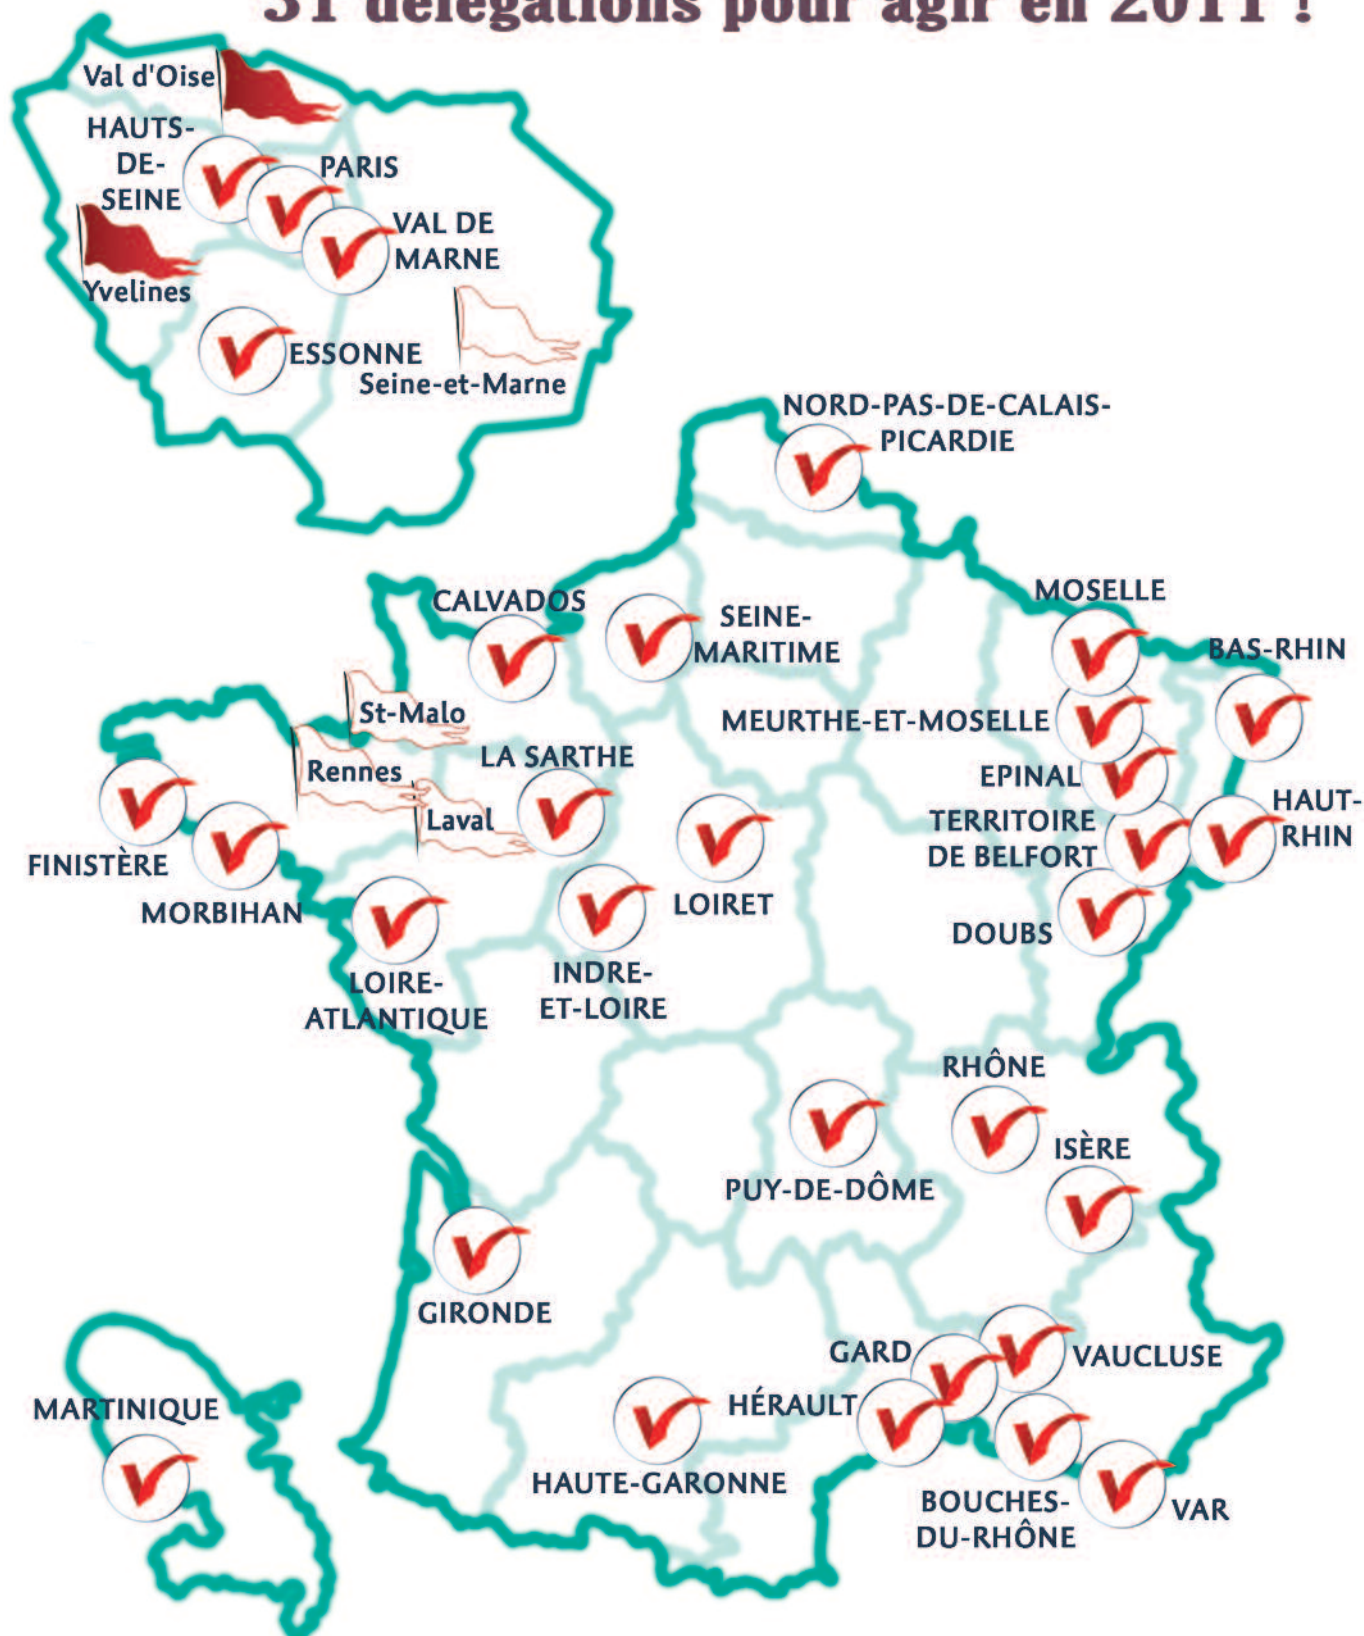 31 délégations pour agir en 2011 !
Val d'Oise
HAUTS-
DE-
SEINE
PARIS
VAL DE
MARNE
Yvelines
ESSONNE
Seine-et-Marne
NORD-PAS-DE-CALAIS-
PICARDIE
CALVADOS
SEINE-
MARITIME
MOSELLE
BAS-RHIN
St-Malo
MEURTHE-ET-MOSELLE
Rennes
LA SARTHE
EPINAL
Laval
TERRITOIRE
DE BELFORT
HAUT-
RHIN
FINISTÈRE
MORBIHAN
LOIRET
DOUBS
LOIRE-
ATLANTIQUE
INDRE-
ET-LOIRE
RHÔNE
ISÈRE
PUY-DE-DÔME
GIRONDE
GARD
VAUCLUSE
MARTINIQUE
HÉRAULT
HAUTE-GARONNE
BOUCHES-
DU-RHÔNE
VAR